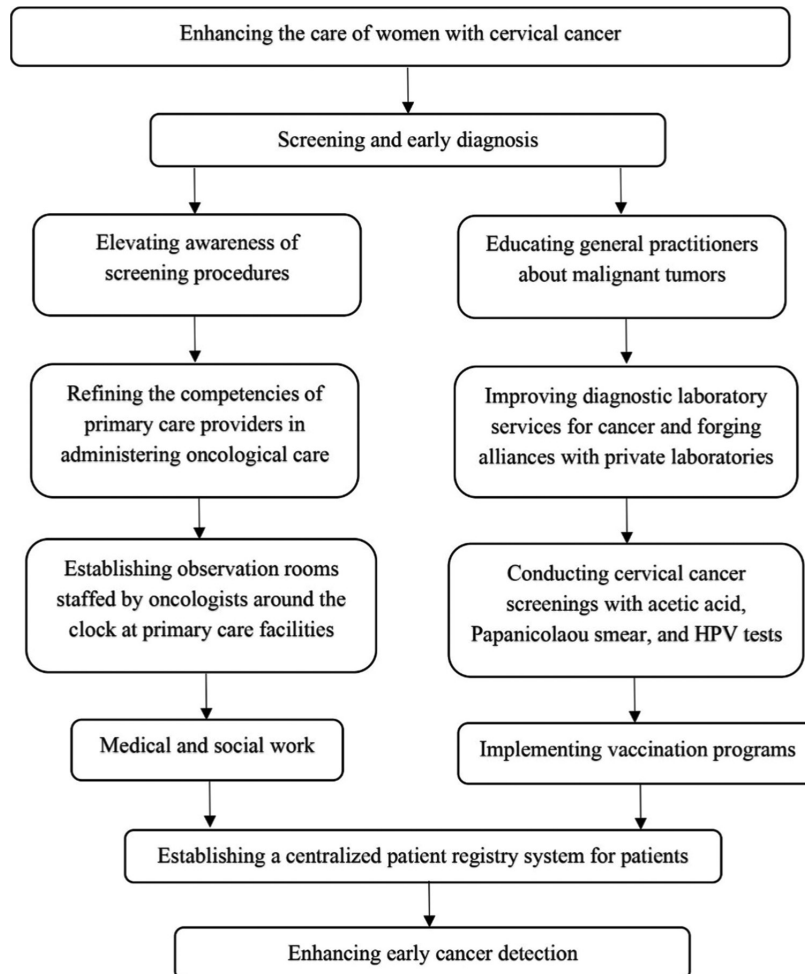 Enhancing the care of women with cervical cancer
Screening and early diagnosis
Elevating awareness of
screening procedures
Educating general practitioners
about malignant tumors
Refining the competencies of
primary care providers in
administering oncological care
Improving diagnostic laboratory
services for cancer and forging
alliances with private laboratories
Establishing observation rooms
staffed by oncologists around the
clock at primary care facilities
Conducting cervical cancer
screenings with acetic acid,
Papanicolaou smear, and HPV tests
Medical and social work
Implementing vaccination programs
Establishing a centralized patient registry system for patients
Enhancing early cancer detection